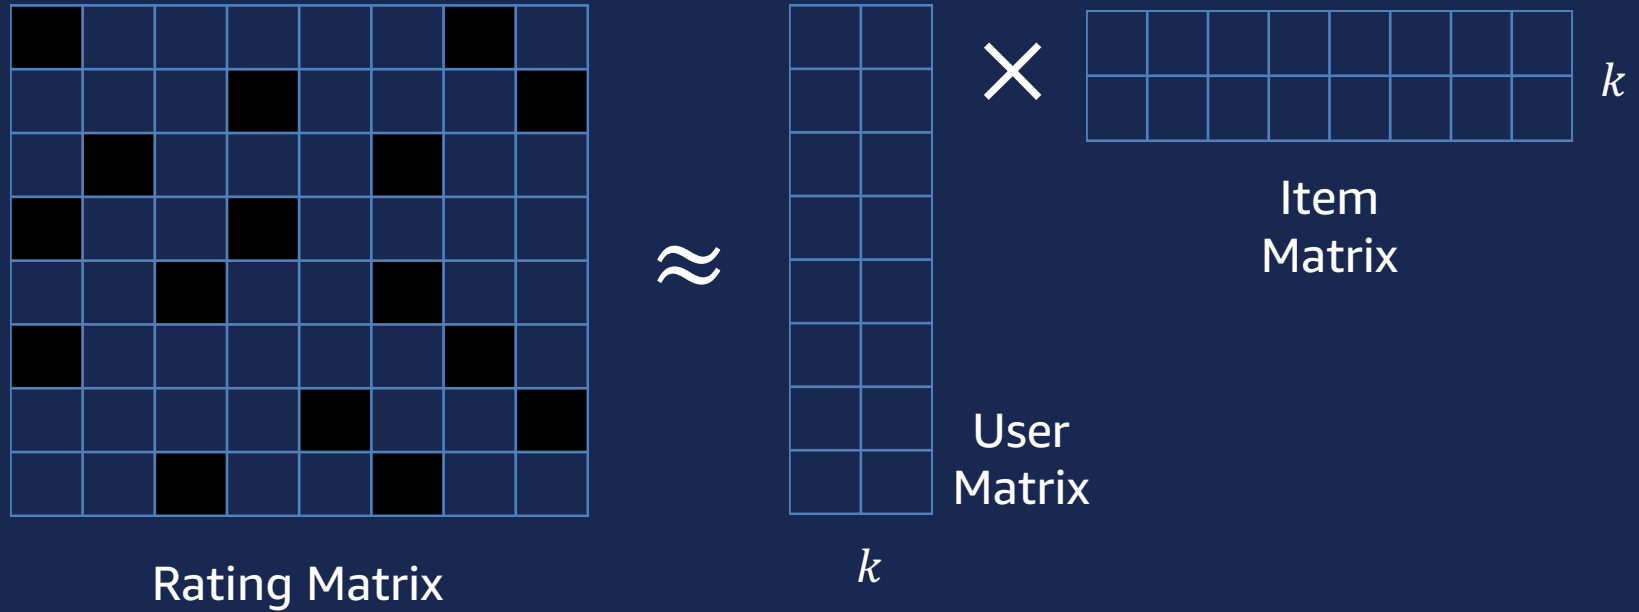 ≈
×
k
Item
Matrix
User
Matrix
k
Rating Matrix